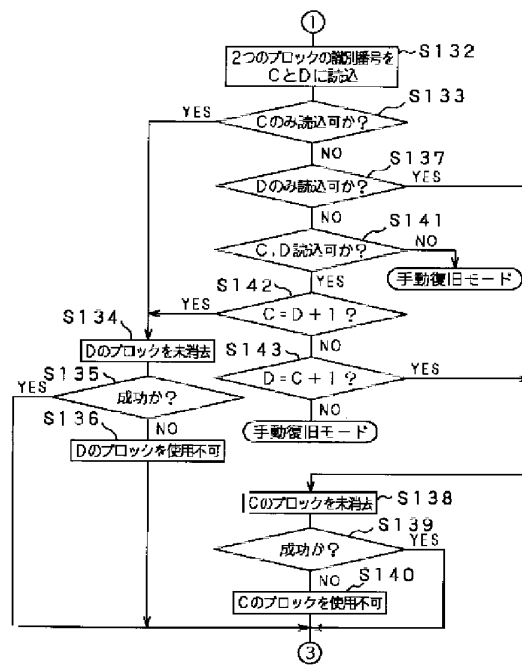 ①
2つのブロックの識別番号を
CとDに読込
S132
S133
Cのみ読込可か?
YES
NO
S137
Dのみ読込可か?
YES
NO
S141
C,D読込可か?
NO
手動復旧モード
YES
S142
C=D+1?
YES
NO
S143
D=C+1?
YES
NO
手動復旧モード
S134
Dのブロックを未消去
S135
成功か?
YES
NO
S136
Dのブロックを使用不可
Cのブロックを未消去
S138
S139
成功か?
YES
NO
S140
Cのブロックを使用不可
③